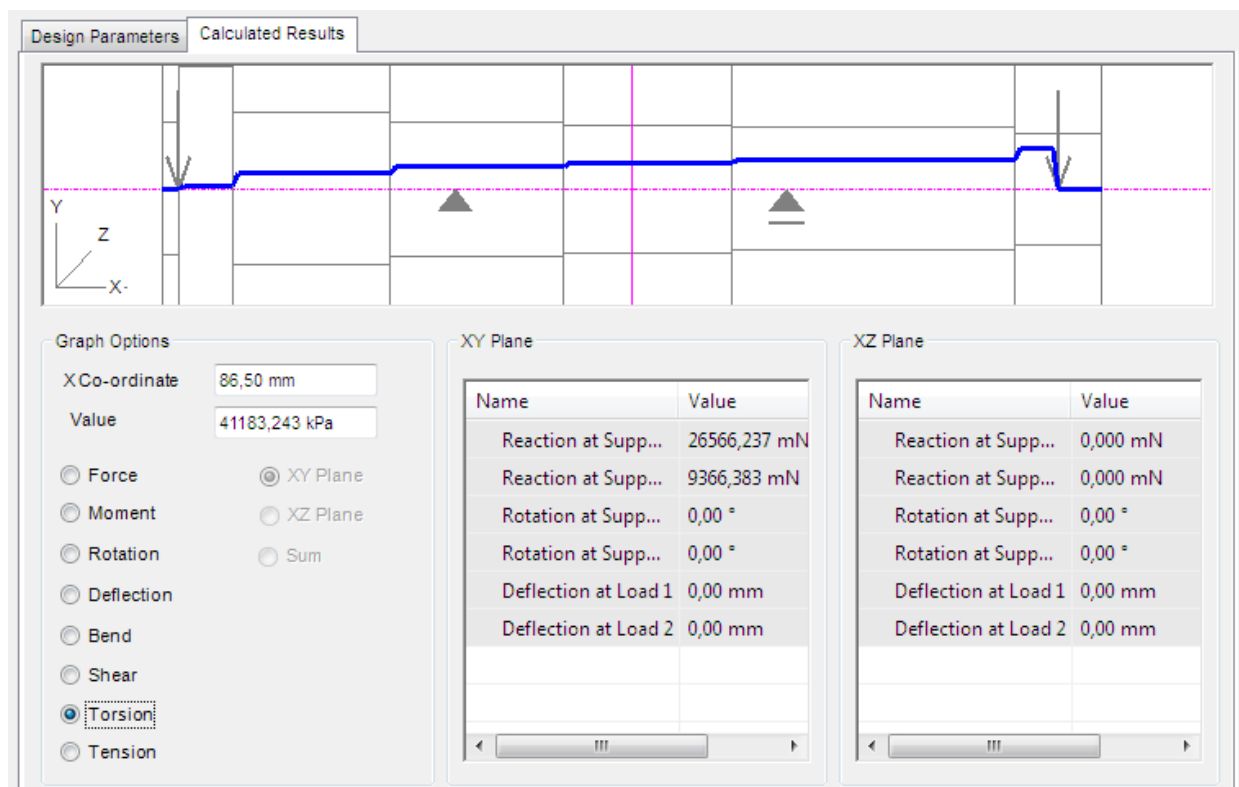 Design Parameters Calculated Results
Y
Z
X-
Graph Options
X Co-ordinate 86,50 mm
Value 41183,243 kPa
Force XY Plane
Moment XZ Plane
Rotation Sum
Deflection
Bend
Shear
Torsion
Tension
XY Plane
Name Value
Reaction at Supp... 26566,237 mN
Reaction at Supp... 9366,383 mN
Rotation at Supp... 0,00 °
Rotation at Supp... 0,00 °
Deflection at Load 1 0,00 mm
Deflection at Load 2 0,00 mm
XZ Plane
Name Value
Reaction at Supp... 0,000 mN
Reaction at Supp... 0,000 mN
Rotation at Supp... 0,00 °
Rotation at Supp... 0,00 °
Deflection at Load 1 0,00 mm
Deflection at Load 2 0,00 mm